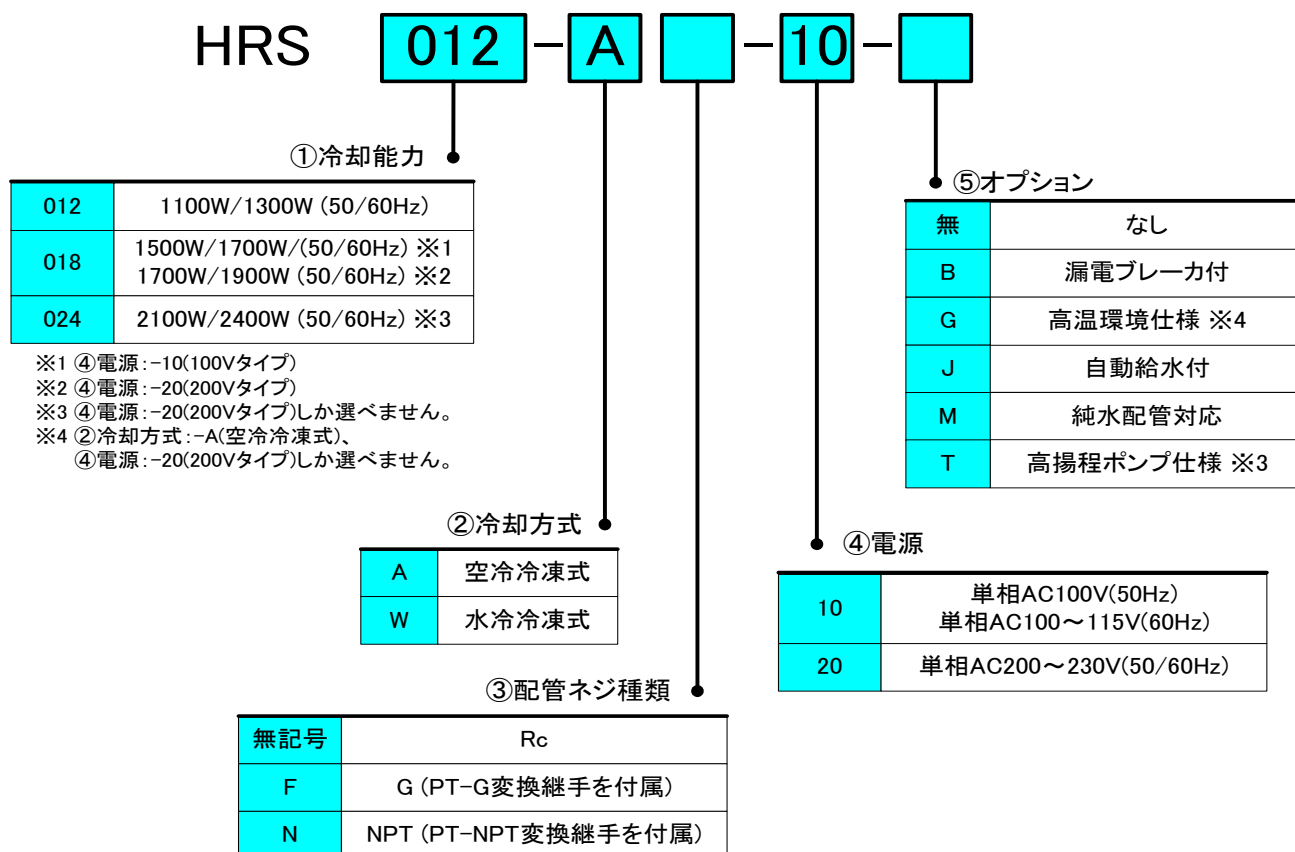 HRS 012-A -10-
①冷却能力
012 1100W/1300W (50/60Hz)
018 1500W/1700W/(50/60Hz) ※1
1700W/1900W (50/60Hz) ※2
024 2100W/2400W (50/60Hz) ※3
※1 ④電源:-10(100Vタイプ)
※2 ④電源:-20(200Vタイプ)
※3 ④電源:-20(200Vタイプ)しか選べません。
※4 ②冷却方式:-A(空冷冷凍式)、
④電源:-20(200Vタイプ)しか選べません。
⑤オプション
無 なし
B 漏電ブレーカ付
G 高温環境仕様 ※4
J 自動給水付
M 純水配管対応
T 高揚程ポンプ仕様 ※3
②冷却方式
A 空冷冷凍式
W 水冷冷凍式
④電源
10 単相AC100V(50Hz)
単相AC100~115V(60Hz)
20 単相AC200~230V(50/60Hz)
③配管ネジ種類
無記号 Rc
F G (PT-G変換継手を付属)
N NPT (PT-NPT変換継手を付属)